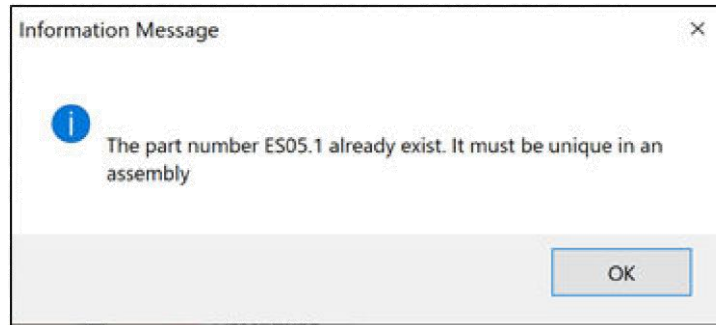 Information Message
The part number ES05.1 already exist. It must be unique in an
assembly
OK